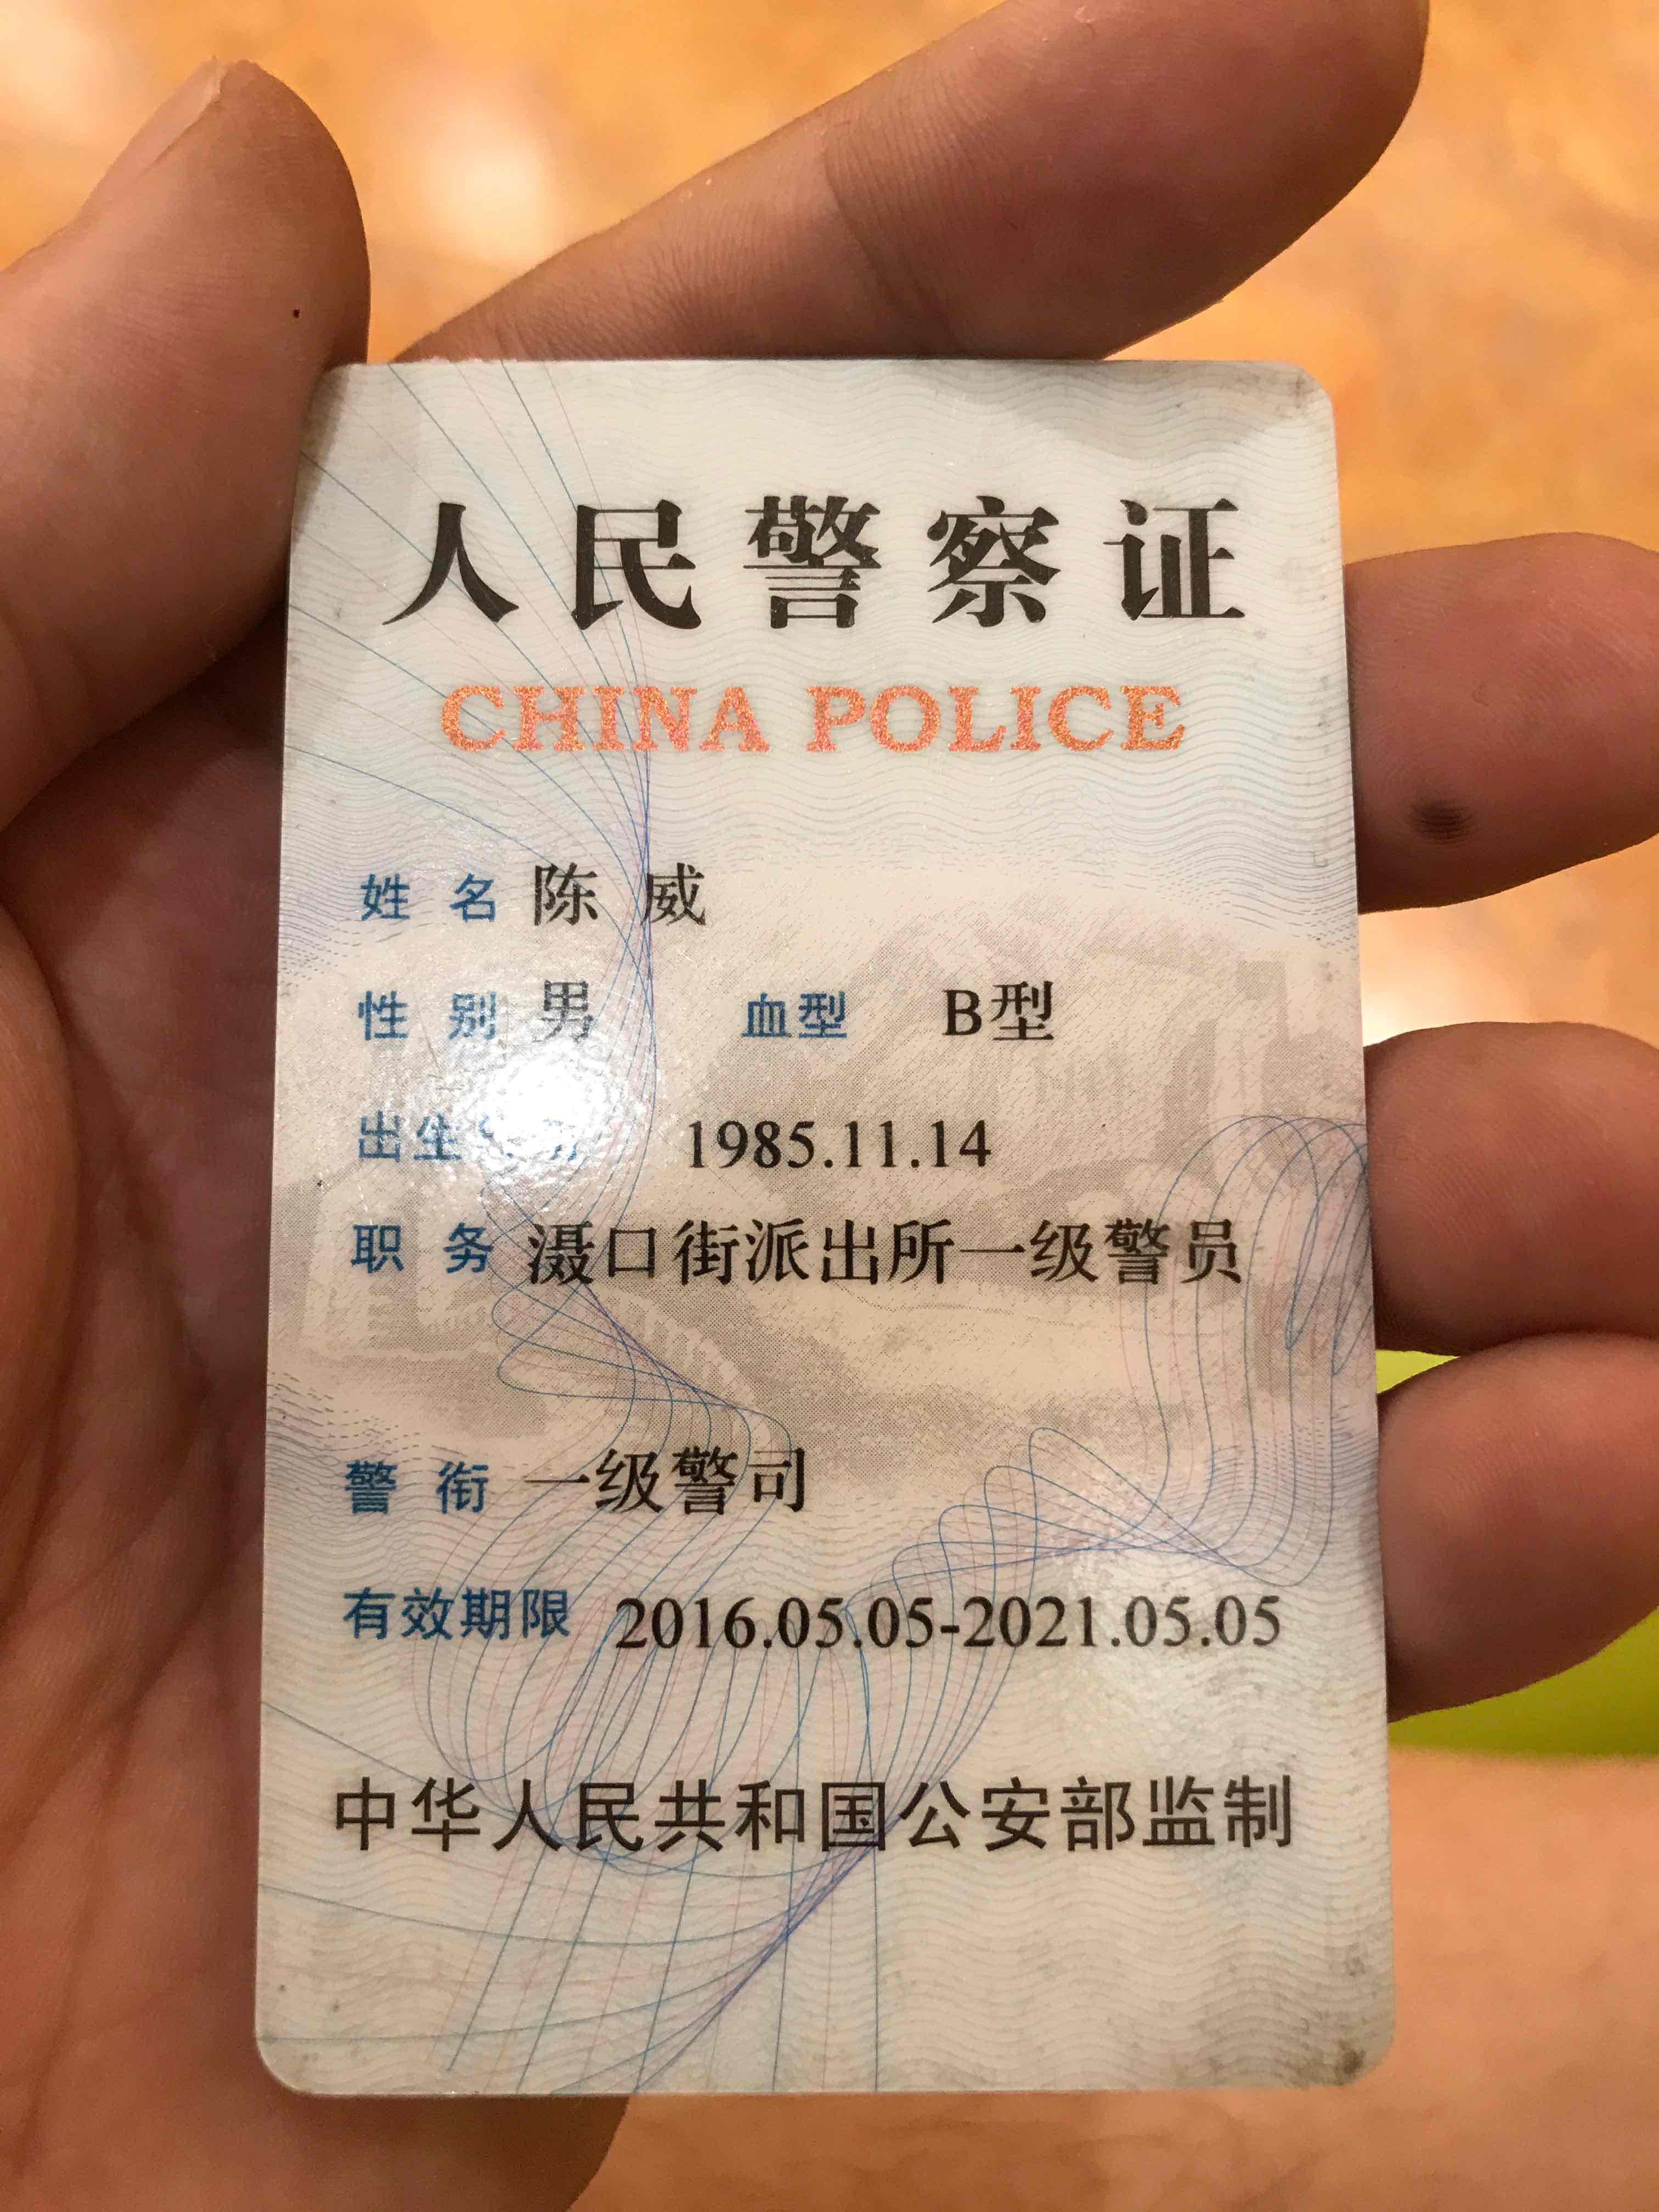 人民警察证
CHINA POLICE
姓 名 陈 威
性 别 男 血型 B型
出生 1985.11.14
职 务 滠口街派出所一级警员
警 衔 一级警司
有效期限 2016.05.05-2021.05.05
中华人民共和国公安部监制